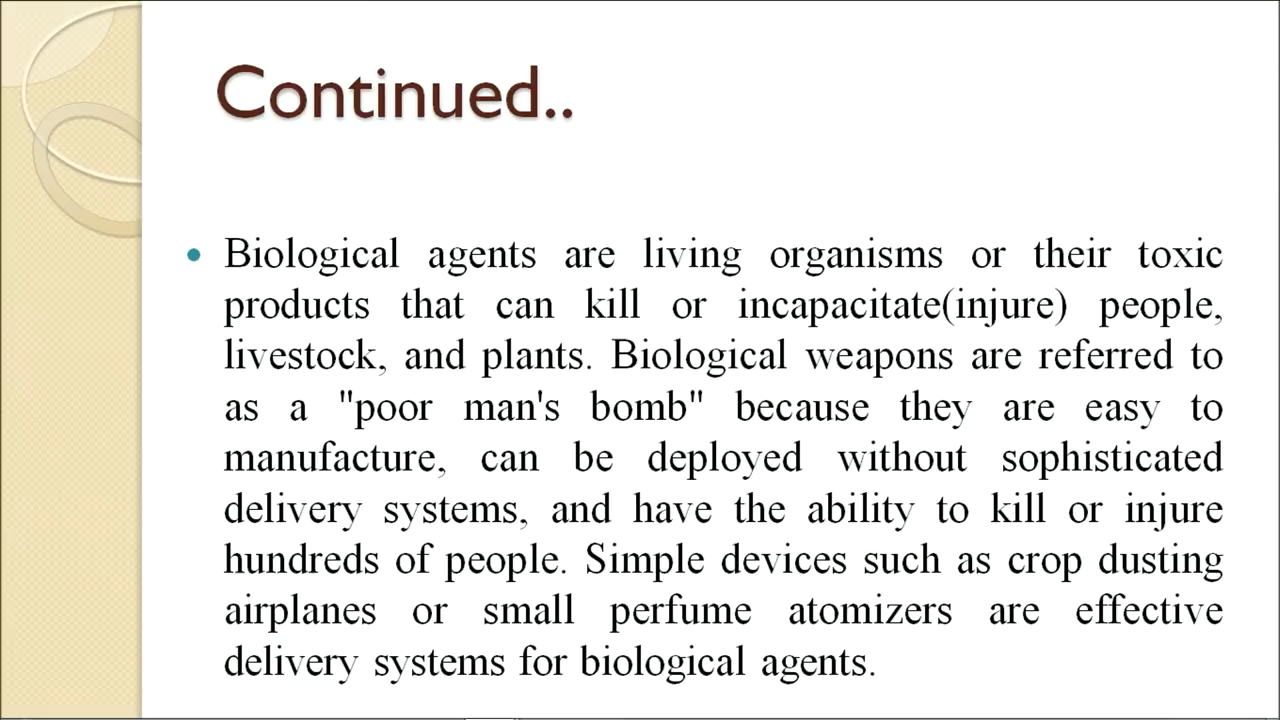 Continued..
Biological agents are living organisms or their toxic
products that can kill or incapacitate(injure) people,
livestock, and plants. Biological weapons are referred to
as a "poor man's bomb" because they are easy to
manufacture, can be deployed without sophisticated
delivery systems, and have the ability to kill or injure
hundreds of people. Simple devices such as crop dusting
airplanes or small perfume atomizers are effective
delivery systems for biological agents.